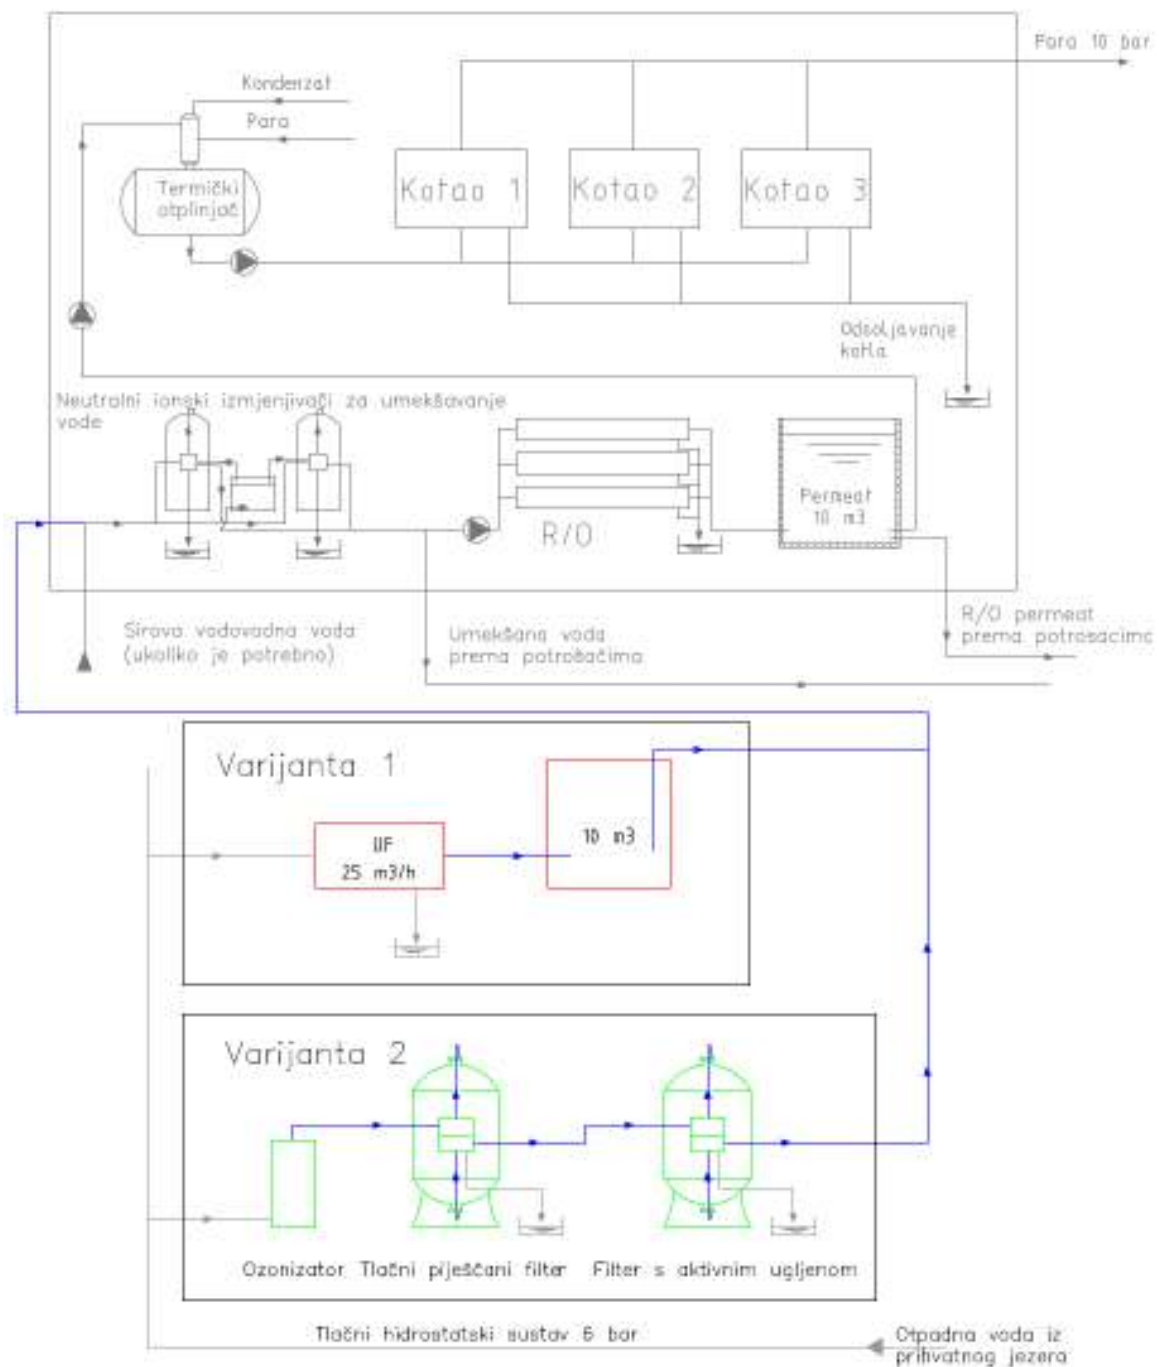 Para 10 bar
Kondenzat
Para
Termički
otplinjač
Kotao 1
Kotao 2
Kotao 3
Odsoljavanje
kotla
Neutralni ionski izmjenjivači za umekšavanje
vode
Permeat
10 m3
R/O
Sirova vodovodna voda
(ukoliko je potrebno)
Umekšana voda
prema potrošačima
R/O permeat
prema potrosacima
Varijanta 1
UF
25 m3/h
10 m3
Varijanta 2
Ozonizator
Tlačni pješčani filter
Filter s aktivnim ugljenom
Tlačni hidrostatski sustav 6 bar
Otpadna voda iz
prihvatnog jezera